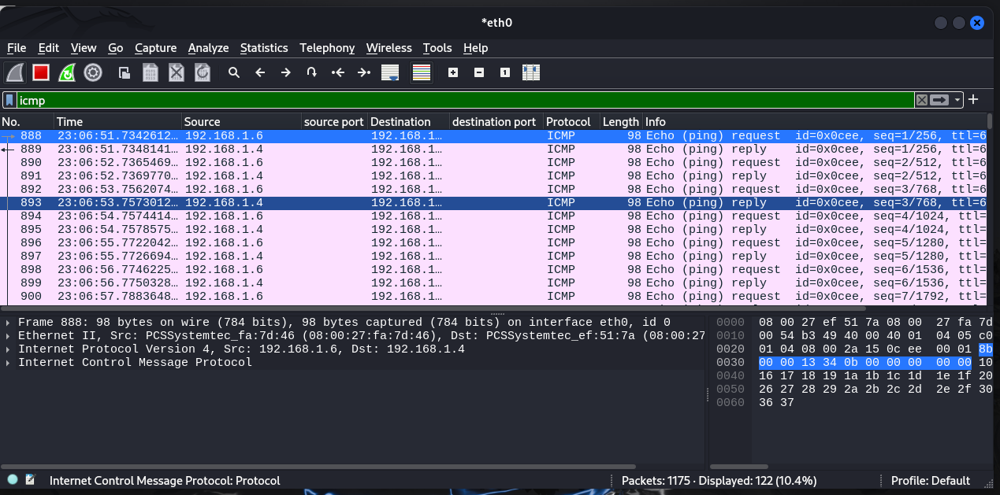 *eth0
File Edit View Go Capture Analyze Statistics Telephony Wireless Tools Help
icmp
No. Time Source source port Destination destination port Protocol Length Info
888 23:06:51.7342612… 192.168.1.6 192.168.1… ICMP 98 Echo (ping) request id=0x0cee, seq=1/256, ttl=6
889 23:06:51.7348141… 192.168.1.4 192.168.1… ICMP 98 Echo (ping) reply id=0x0cee, seq=1/256, ttl=6
890 23:06:52.7365469… 192.168.1.6 192.168.1… ICMP 98 Echo (ping) request id=0x0cee, seq=2/512, ttl=6
891 23:06:52.7369770… 192.168.1.4 192.168.1… ICMP 98 Echo (ping) reply id=0x0cee, seq=2/512, ttl=6
892 23:06:53.7562074… 192.168.1.6 192.168.1… ICMP 98 Echo (ping) request id=0x0cee, seq=3/768, ttl=6
893 23:06:53.7573012… 192.168.1.4 192.168.1… ICMP 98 Echo (ping) reply id=0x0cee, seq=3/768, ttl=6
894 23:06:54.7574414… 192.168.1.6 192.168.1… ICMP 98 Echo (ping) request id=0x0cee, seq=4/1024, ttl=
895 23:06:54.7578575… 192.168.1.4 192.168.1… ICMP 98 Echo (ping) reply id=0x0cee, seq=4/1024, ttl=
896 23:06:55.7722042… 192.168.1.6 192.168.1… ICMP 98 Echo (ping) request id=0x0cee, seq=5/1280, ttl=
897 23:06:55.7726694… 192.168.1.4 192.168.1… ICMP 98 Echo (ping) reply id=0x0cee, seq=5/1280, ttl=
898 23:06:56.7746225… 192.168.1.6 192.168.1… ICMP 98 Echo (ping) request id=0x0cee, seq=6/1536, ttl=
899 23:06:56.7750328… 192.168.1.4 192.168.1… ICMP 98 Echo (ping) reply id=0x0cee, seq=6/1536, ttl=
900 23:06:57.7883648… 192.168.1.6 192.168.1… ICMP 98 Echo (ping) request id=0x0cee, seq=7/1792, ttl=
Frame 888: 98 bytes on wire (784 bits), 98 bytes captured (784 bits) on interface eth0, id 0
Ethernet II, Src: PCSSystemtec_fa:7d:46 (08:00:27:fa:7d:46), Dst: PCSSystemtec_ef:51:7a (08:00:27
Internet Protocol Version 4, Src: 192.168.1.6, Dst: 192.168.1.4
Internet Control Message Protocol
0000 08 00 27 ef 51 7a 08 00 27 fa 7d
0010 00 54 b3 49 40 00 40 01 04 05 c0
0020 01 04 08 00 2a 15 0c ee 00 01 8b
0030 00 00 13 34 0b 00 00 00 00 00 10
0040 16 17 18 19 1a 1b 1c 1d 1e 1f 20
0050 26 27 28 29 2a 2b 2c 2d 2e 2f 30
0060 36 37
Internet Control Message Protocol: Protocol
Packets: 1175 · Displayed: 122 (10.4%)
Profile: Default